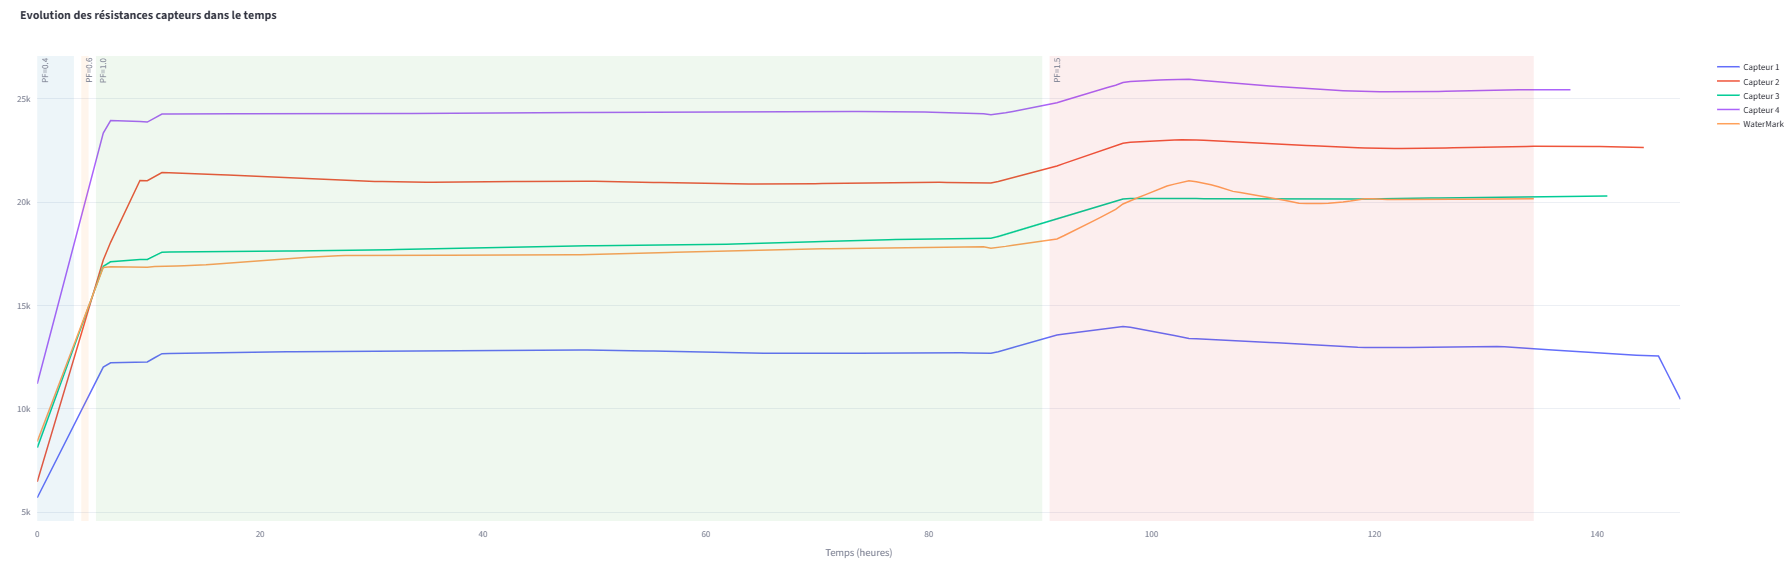 Evolution des résistances capteurs dans le temps
PF=0.4
PF=0.6
PF=1.0
PF=1.5
25k
20k
15k
10k
5k
0
20
40
60
80
100
120
140
Temps (heures)
Capteur 1
Capteur 2
Capteur 3
Capteur 4
WaterMark